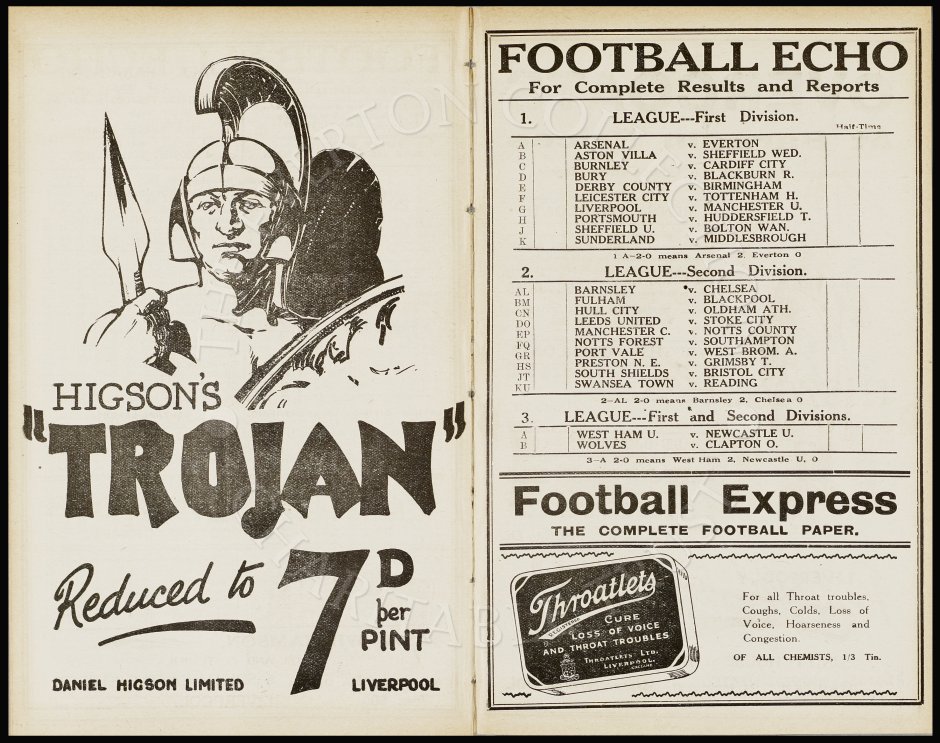 HIGSON'S
"TROJAN"
Reduced to 7D per PINT
DANIEL HIGSON LIMITED LIVERPOOL
FOOTBALL ECHO
For Complete Results and Reports
1. LEAGUE---First Division. Half-Time
A ARSENAL v. EVERTON
B ASTON VILLA v. SHEFFIELD WED.
C BURNLEY v. CARDIFF CITY
D BURY v. BLACKBURN R.
E DERBY COUNTY v. BIRMINGHAM
F LEICESTER CITY v. TOTTENHAM H.
G LIVERPOOL v. MANCHESTER U.
H PORTSMOUTH v. HUDDERSFIELD T.
J SHEFFIELD U. v. BOLTON WAN.
K SUNDERLAND v. MIDDLESBROUGH
1 A-2-0 means Arsenal 2, Everton 0
2. LEAGUE---Second Division.
AL BARNSLEY v. CHELSEA
BM FULHAM v. BLACKPOOL
CN HULL CITY v. OLDHAM ATH.
DO LEEDS UNITED v. STOKE CITY
EP MANCHESTER C. v. NOTTS COUNTY
FQ NOTTS FOREST v. SOUTHAMPTON
GR PORT VALE v. WEST BROM. A.
HS PRESTON N. E. v. GRIMSBY T.
JT SOUTH SHIELDS v. BRISTOL CITY
KU SWANSEA TOWN v. READING
2-AL 2-0 means Barnsley 2, Chelsea 0
3. LEAGUE---First and Second Divisions.
A WEST HAM U. v. NEWCASTLE U.
B WOLVES v. CLAPTON O.
3-A 2-0 means West Ham 2, Newcastle U, 0
Football Express
THE COMPLETE FOOTBALL PAPER.
Throatlets
REGISTERED
CURE
LOSS OF VOICE
AND THROAT TROUBLES
THROATLETS LTD.
LIVERPOOL.
For all Throat troubles,
Coughs, Colds, Loss of
Voice, Hoarseness and
Congestion.
OF ALL CHEMISTS, 1/3 Tin.